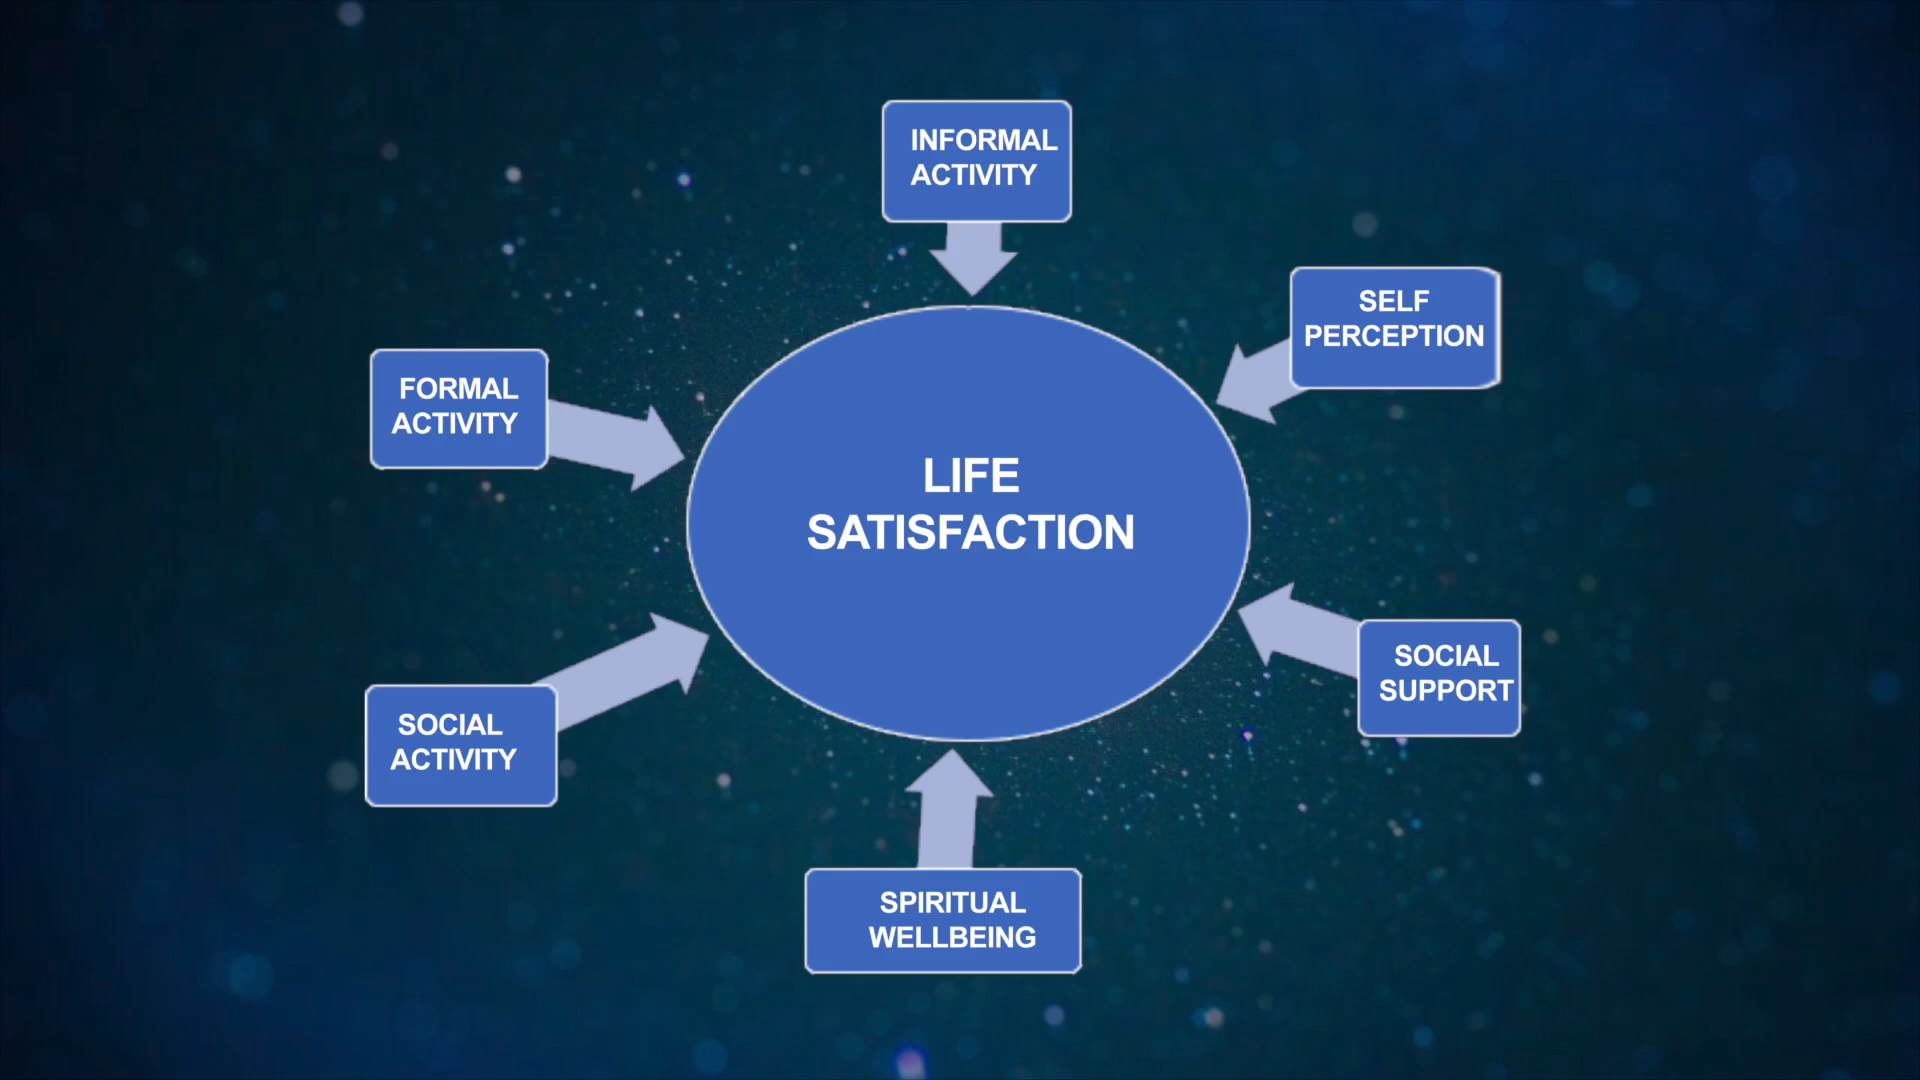 INFORMAL
ACTIVITY
SELF
PERCEPTION
FORMAL
ACTIVITY
LIFE
SATISFACTION
SOCIAL
SUPPORT
SOCIAL
ACTIVITY
SPIRITUAL
WELLBEING